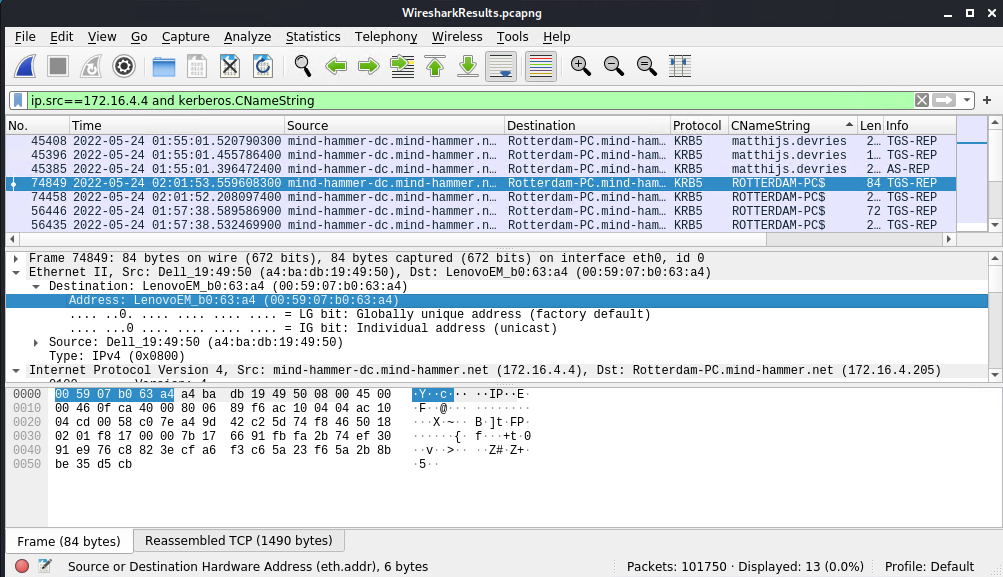 WiresharkResults.pcapng
File Edit View Go Capture Analyze Statistics Telephony Wireless Tools Help
ip.src==172.16.4.4 and kerberos.CNameString
No. Time Source Destination Protocol CNameString Len Info
45408 2022-05-24 01:55:01.520790300 mind-hammer-dc.mind-hammer.n… Rotterdam-PC.mind-ham… KRB5 matthijs.devries 2… TGS-REP
45396 2022-05-24 01:55:01.455786400 mind-hammer-dc.mind-hammer.n… Rotterdam-PC.mind-ham… KRB5 matthijs.devries 1… TGS-REP
45385 2022-05-24 01:55:01.396472400 mind-hammer-dc.mind-hammer.n… Rotterdam-PC.mind-ham… KRB5 matthijs.devries 2… AS-REP
74849 2022-05-24 02:01:53.559608300 mind-hammer-dc.mind-hammer.n… Rotterdam-PC.mind-ham… KRB5 ROTTERDAM-PC$ 84 TGS-REP
74458 2022-05-24 02:01:52.208097400 mind-hammer-dc.mind-hammer.n… Rotterdam-PC.mind-ham… KRB5 ROTTERDAM-PC$ 2… TGS-REP
56446 2022-05-24 01:57:38.589586900 mind-hammer-dc.mind-hammer.n… Rotterdam-PC.mind-ham… KRB5 ROTTERDAM-PC$ 72 TGS-REP
56435 2022-05-24 01:57:38.532469900 mind-hammer-dc.mind-hammer.n… Rotterdam-PC.mind-ham… KRB5 ROTTERDAM-PC$ 2… TGS-REP
Frame 74849: 84 bytes on wire (672 bits), 84 bytes captured (672 bits) on interface eth0, id 0
Ethernet II, Src: Dell_19:49:50 (a4:ba:db:19:49:50), Dst: LenovoEM_b0:63:a4 (00:59:07:b0:63:a4)
Destination: LenovoEM_b0:63:a4 (00:59:07:b0:63:a4)
Address: LenovoEM_b0:63:a4 (00:59:07:b0:63:a4)
.... ..0. .... .... .... .... = LG bit: Globally unique address (factory default)
.... ...0 .... .... .... .... = IG bit: Individual address (unicast)
Source: Dell_19:49:50 (a4:ba:db:19:49:50)
Type: IPv4 (0x0800)
Internet Protocol Version 4, Src: mind-hammer-dc.mind-hammer.net (172.16.4.4), Dst: Rotterdam-PC.mind-hammer.net (172.16.4.205)
0000 00 59 07 b0 63 a4 a4 ba db 19 49 50 08 00 45 00 ·Y··c··· ··IP··E·
0010 00 46 0f ca 40 00 80 06 89 f6 ac 10 04 04 ac 10 ·F··@··· ········
0020 04 cd 00 58 c0 7e a4 9d 42 c2 5d 74 f8 46 50 18 ···X·~·· B·]t·FP·
0030 02 01 f8 17 00 00 7b 17 66 91 fb fa 2b 74 ef 30 ······{· f···+t·0
0040 91 e9 76 c8 82 3e cf a6 f3 c6 5a 23 f6 5a 2b 8b ··v··>·· ··Z#·Z+·
0050 be 35 d5 cb ·5··
Frame (84 bytes) Reassembled TCP (1490 bytes)
Source or Destination Hardware Address (eth.addr), 6 bytes Packets: 101750 · Displayed: 13 (0.0%) Profile: Default